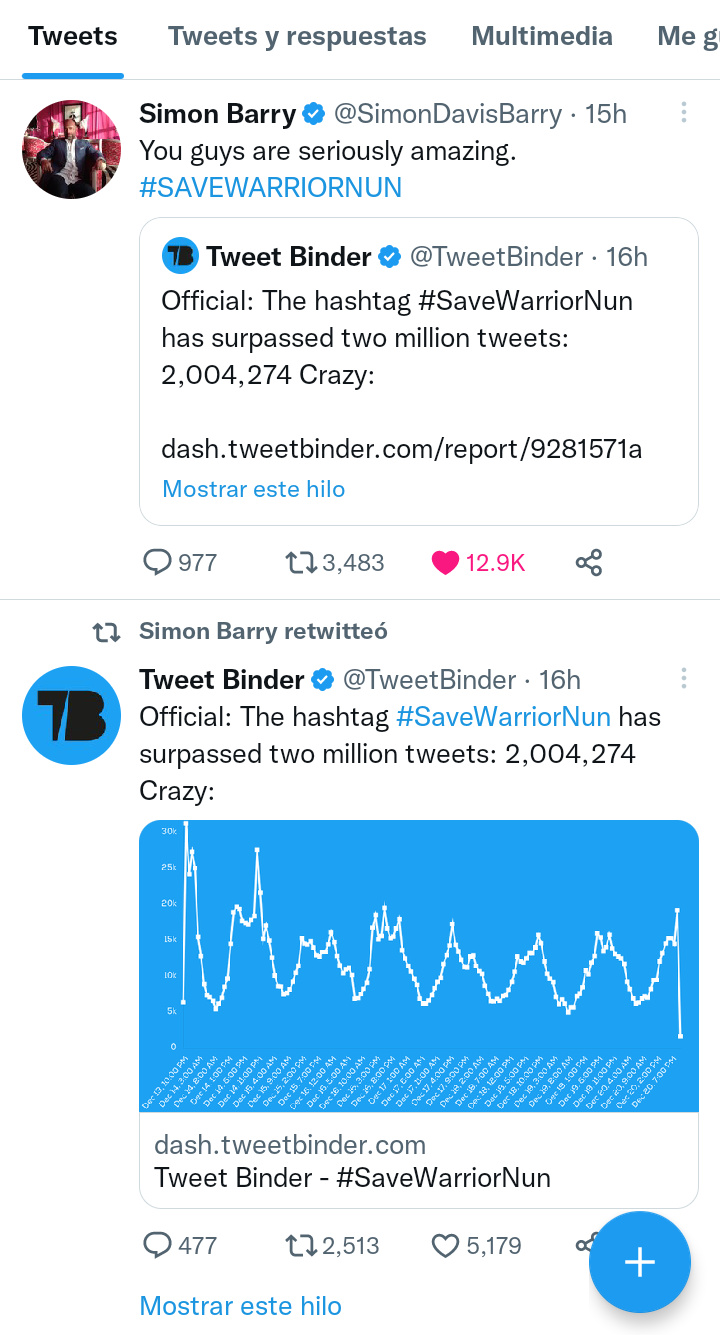 Tweets Tweets y respuestas Multimedia Me g
Simon Barry @SimonDavisBarry · 15h
You guys are seriously amazing.
#SAVEWARRIORNUN
TB Tweet Binder @TweetBinder · 16h
Official: The hashtag #SaveWarriorNun
has surpassed two million tweets:
2,004,274 Crazy:
dash.tweetbinder.com/report/9281571a
Mostrar este hilo
977 3,483 12.9K
Simon Barry retwitteó
TB
Tweet Binder @TweetBinder · 16h
Official: The hashtag #SaveWarriorNun has
surpassed two million tweets: 2,004,274
Crazy:
30k
25k
20k
15k
10k
5k
0
dash.tweetbinder.com
Tweet Binder - #SaveWarriorNun
477 2,513 5,179
Mostrar este hilo